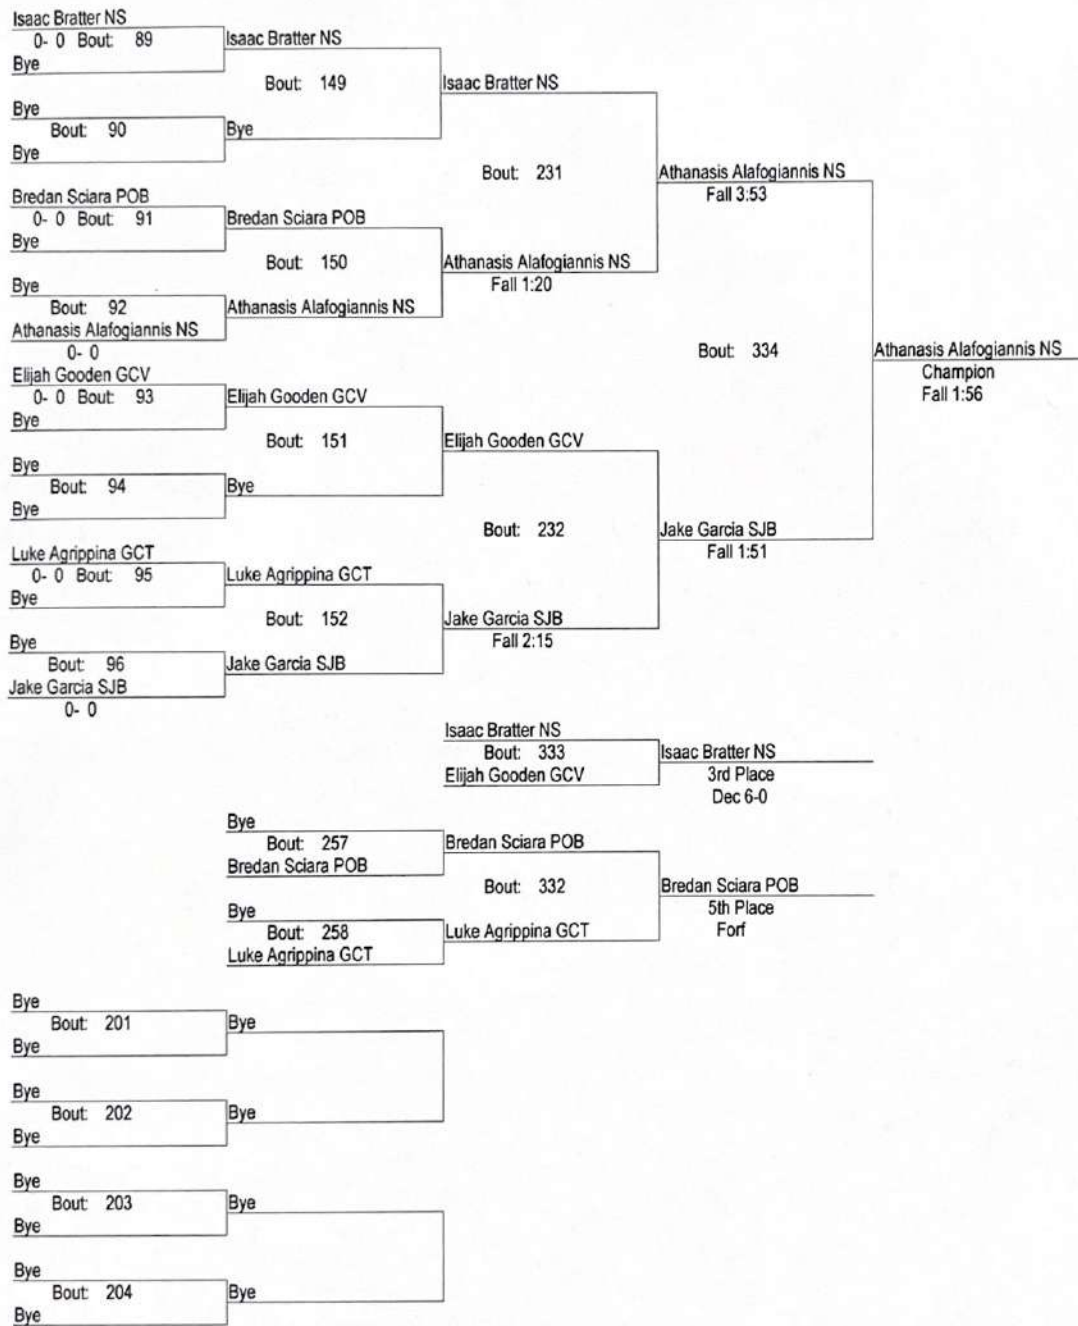 Isaac Bratter NS
0- 0 Bout: 89
Bye
Isaac Bratter NS
Bout: 149
Bye
Bout: 90
Bye
Bye
Isaac Bratter NS
Bout: 231
Bredan Sciara POB
0- 0 Bout: 91
Bye
Bredan Sciara POB
Bout: 150
Bye
Bout: 92
Athanasis Alafogiannis NS
0- 0
Athanasis Alafogiannis NS
Athanasis Alafogiannis NS
Fall 1:20
Athanasis Alafogiannis NS
Fall 3:53
Bout: 334
Athanasis Alafogiannis NS
Champion
Fall 1:56
Elijah Gooden GCV
0- 0 Bout: 93
Bye
Elijah Gooden GCV
Bout: 151
Bye
Bout: 94
Bye
Bye
Elijah Gooden GCV
Bout: 232
Luke Agrippina GCT
0- 0 Bout: 95
Bye
Luke Agrippina GCT
Bout: 152
Bye
Bout: 96
Jake Garcia SJB
0- 0
Jake Garcia SJB
Jake Garcia SJB
Fall 2:15
Jake Garcia SJB
Fall 1:51
Isaac Bratter NS
Bout: 333
Elijah Gooden GCV
Isaac Bratter NS
3rd Place
Dec 6-0
Bye
Bout: 257
Bredan Sciara POB
Bredan Sciara POB
Bout: 332
Bye
Bout: 258
Luke Agrippina GCT
Luke Agrippina GCT
Bredan Sciara POB
5th Place
Forf
Bye
Bout: 201
Bye
Bye
Bye
Bout: 202
Bye
Bye
Bye
Bout: 203
Bye
Bye
Bye
Bout: 204
Bye
Bye